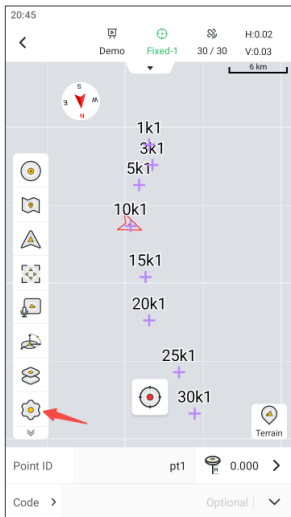 20:45
H:0.02
Demo Fixed-1 30 / 30 V:0.03
6 km
S
E W
N
1k1
3k1
5k1
10k1
15k1
20k1
25k1
30k1
Terrain
Point ID pt1 0.000
Code Optional